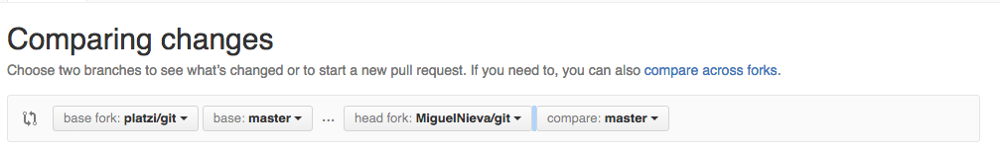 Comparing changes
Choose two branches to see what's changed or to start a new pull request. If you need to, you can also compare across forks.
base fork: platzi/git base: master ... head fork: MiguelNieva/git compare: master